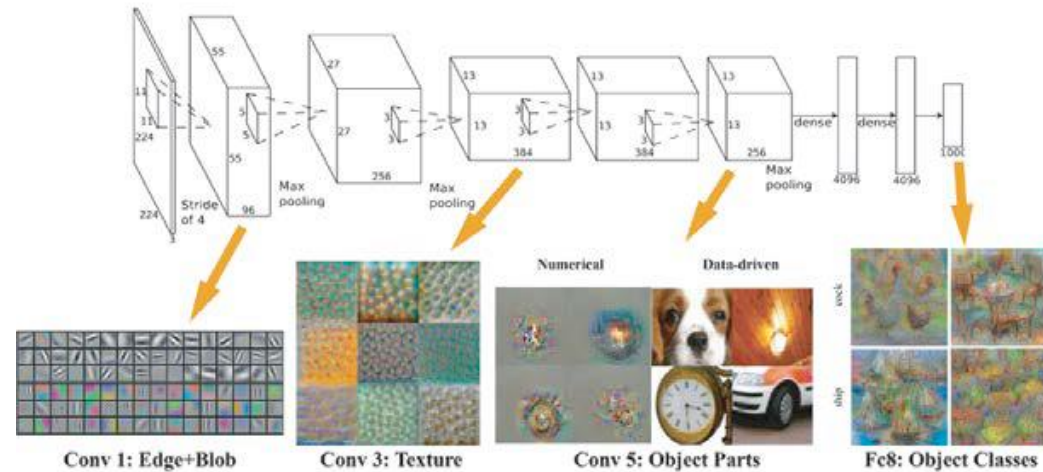 55
27
13
13
13
11
55
5
5
27
3
3
13
3
3
13
3
3
13
11
224
dense
dense
384
384
256
1000
256
Max
pooling
4096
4096
Max
pooling
Max
pooling
96
Stride
of 4
224
3
Numerical
Data-driven
cock
ship
Conv 1: Edge+Blob
Conv 3: Texture
Conv 5: Object Parts
Fc8: Object Classes